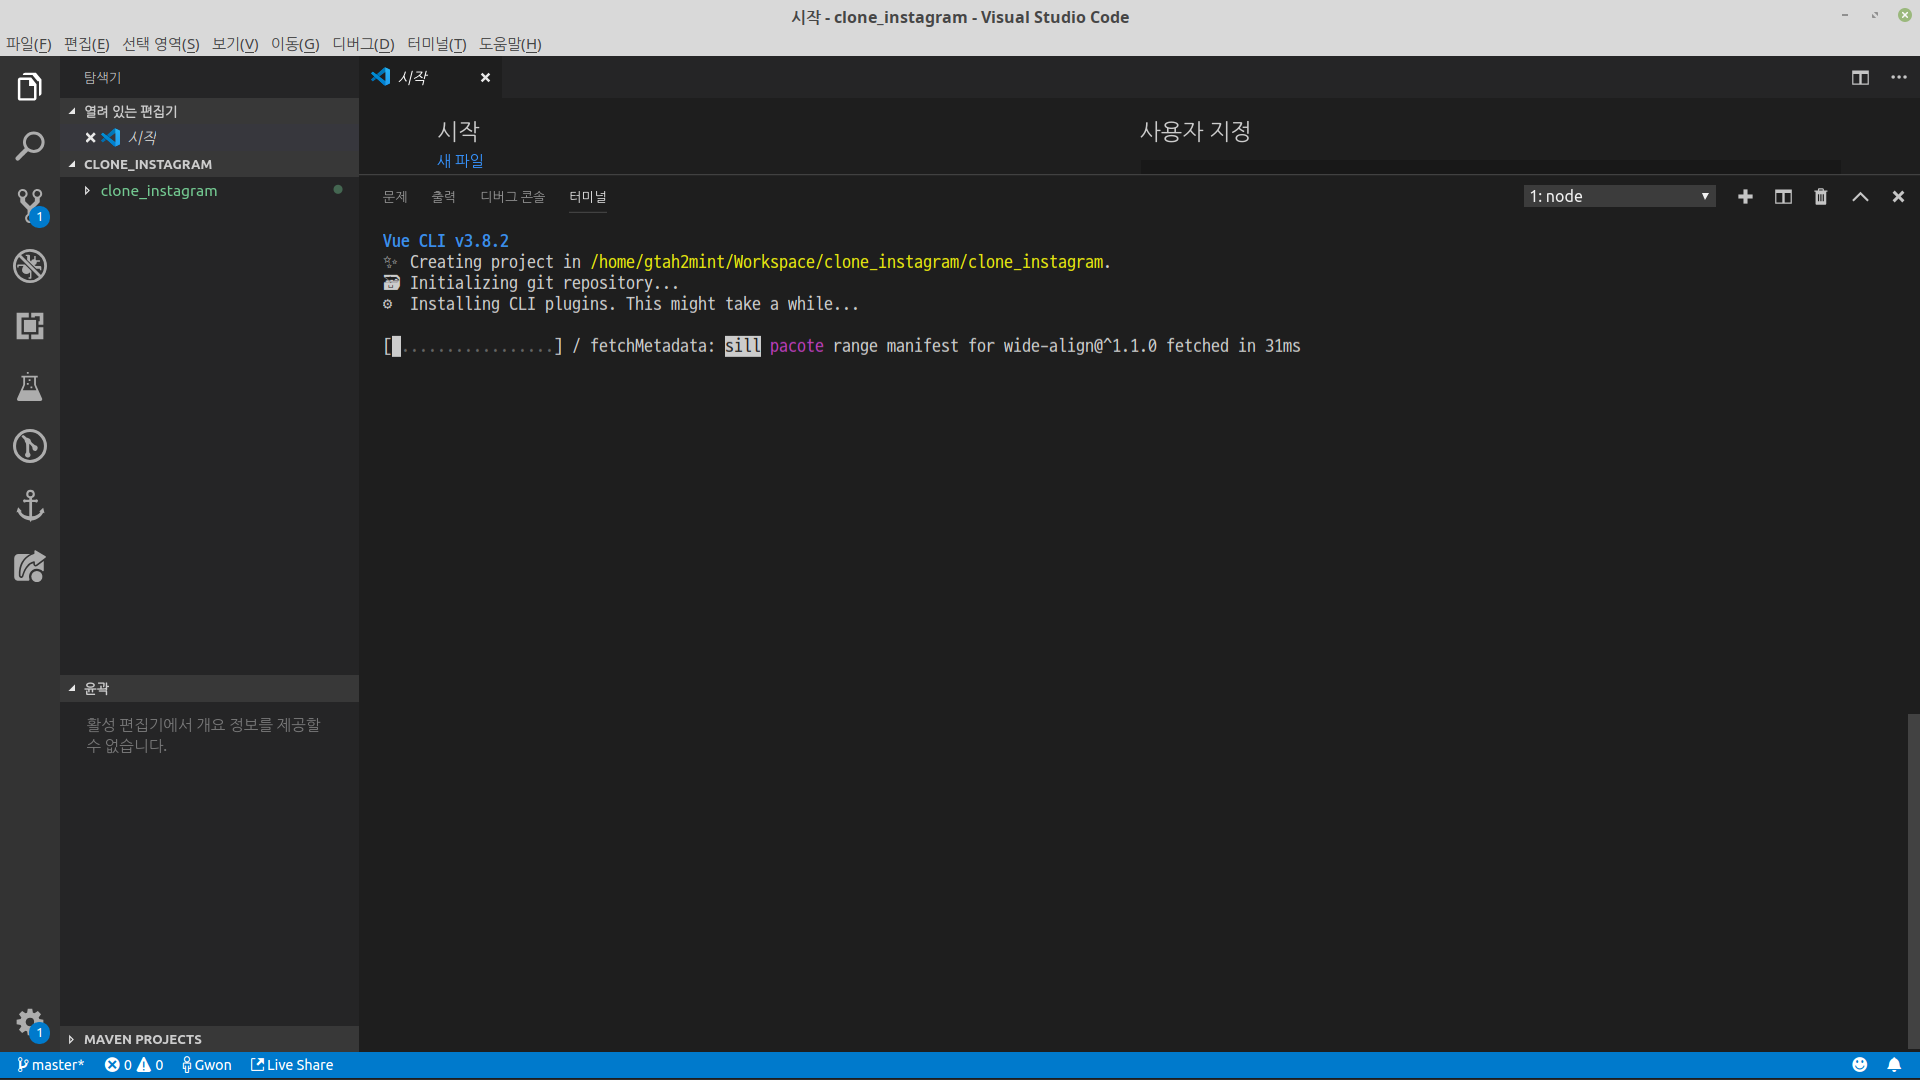 시작 - clone_instagram - Visual Studio Code
파일(F) 편집(E) 선택 영역(S) 보기(V) 이동(G) 디버그(D) 터미널(T) 도움말(H)
탐색기
열려 있는 편집기
시작
CLONE_INSTAGRAM
clone_instagram
1
윤곽
활성 편집기에서 개요 정보를 제공할
수 없습니다.
1
MAVEN PROJECTS
시작
시작
새 파일
사용자 지정
문제 출력 디버그 콘솔 터미널
1: node
Vue CLI v3.8.2
✨ Creating project in /home/gtah2mint/Workspace/clone_instagram/clone_instagram.
🗃 Initializing git repository...
⚙ Installing CLI plugins. This might take a while...
[ .................] / fetchMetadata: sill pacote range manifest for wide-align@^1.1.0 fetched in 31ms
master* 0 0 Gwon Live Share